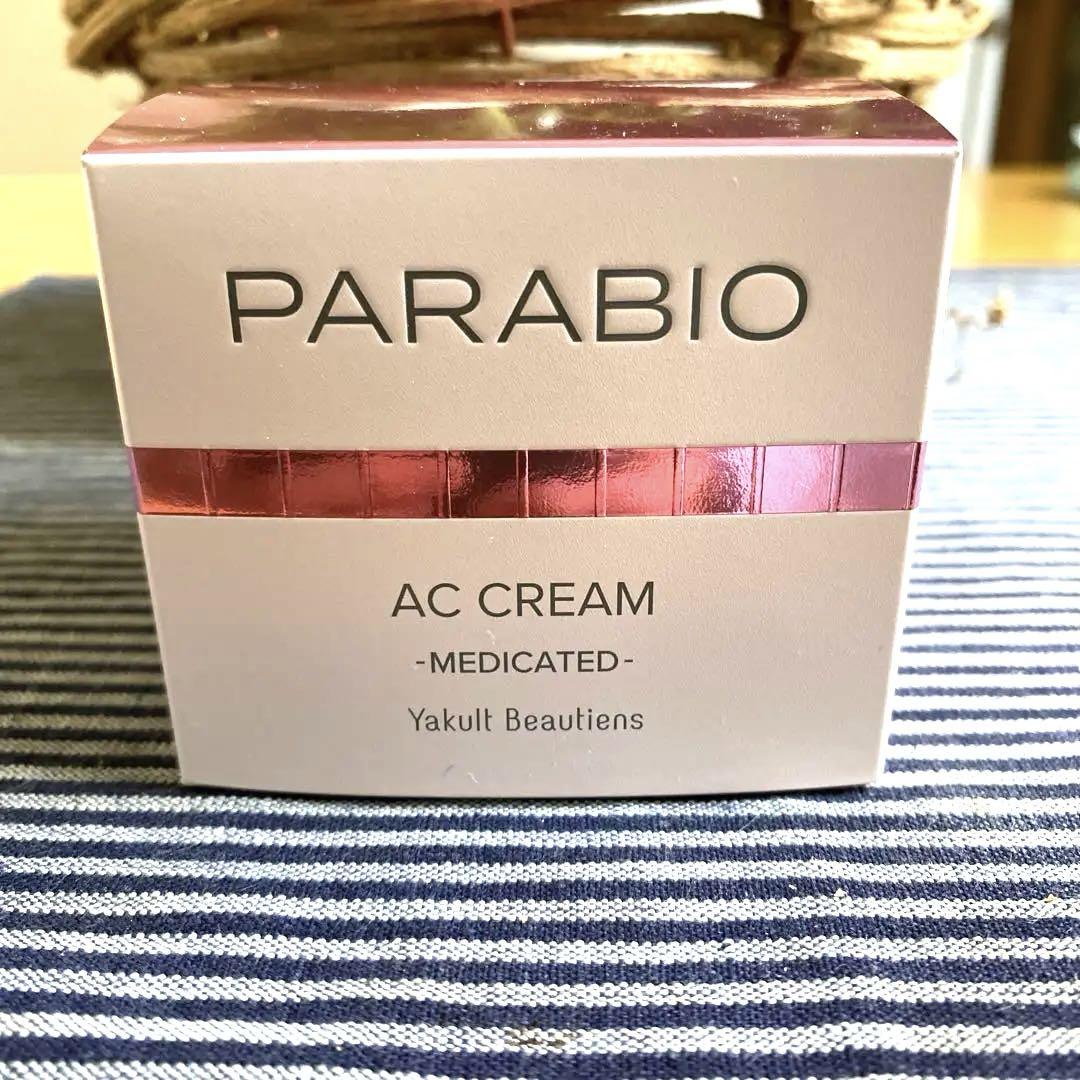 PARABIO
AC CREAM
-MEDICATED-
Yakult Beautiens